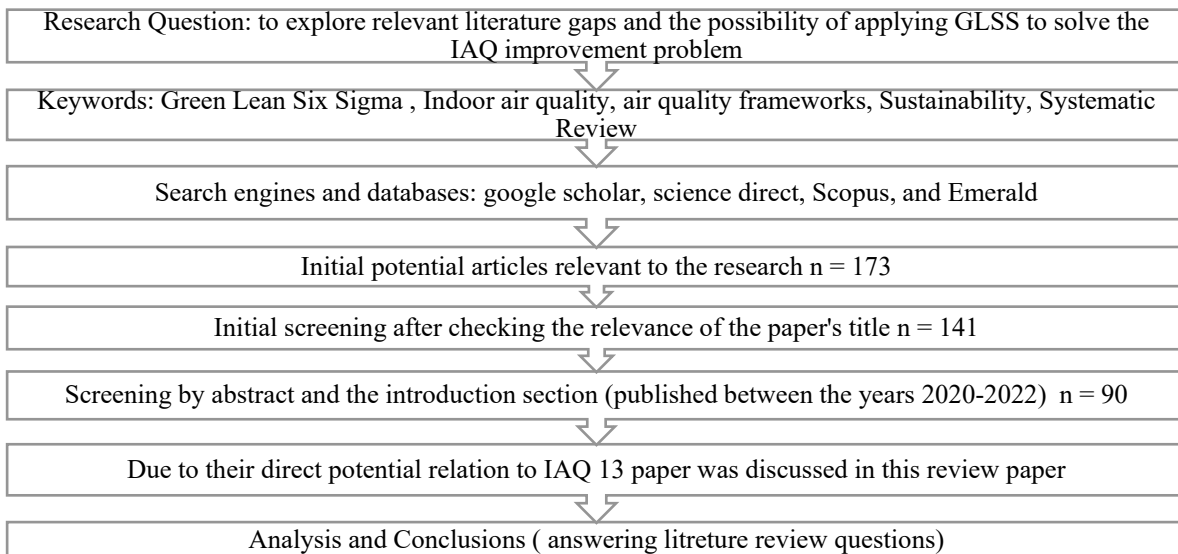 Research Question: to explore relevant literature gaps and the possibility of applying GLSS to solve the
IAQ improvement problem
Keywords: Green Lean Six Sigma , Indoor air quality, air quality frameworks, Sustainability, Systematic
Review
Search engines and databases: google scholar, science direct, Scopus, and Emerald
Initial potential articles relevant to the research n = 173
Initial screening after checking the relevance of the paper's title n = 141
Screening by abstract and the introduction section (published between the years 2020-2022) n = 90
Due to their direct potential relation to IAQ 13 paper was discussed in this review paper
Analysis and Conclusions ( answering litreture review questions)